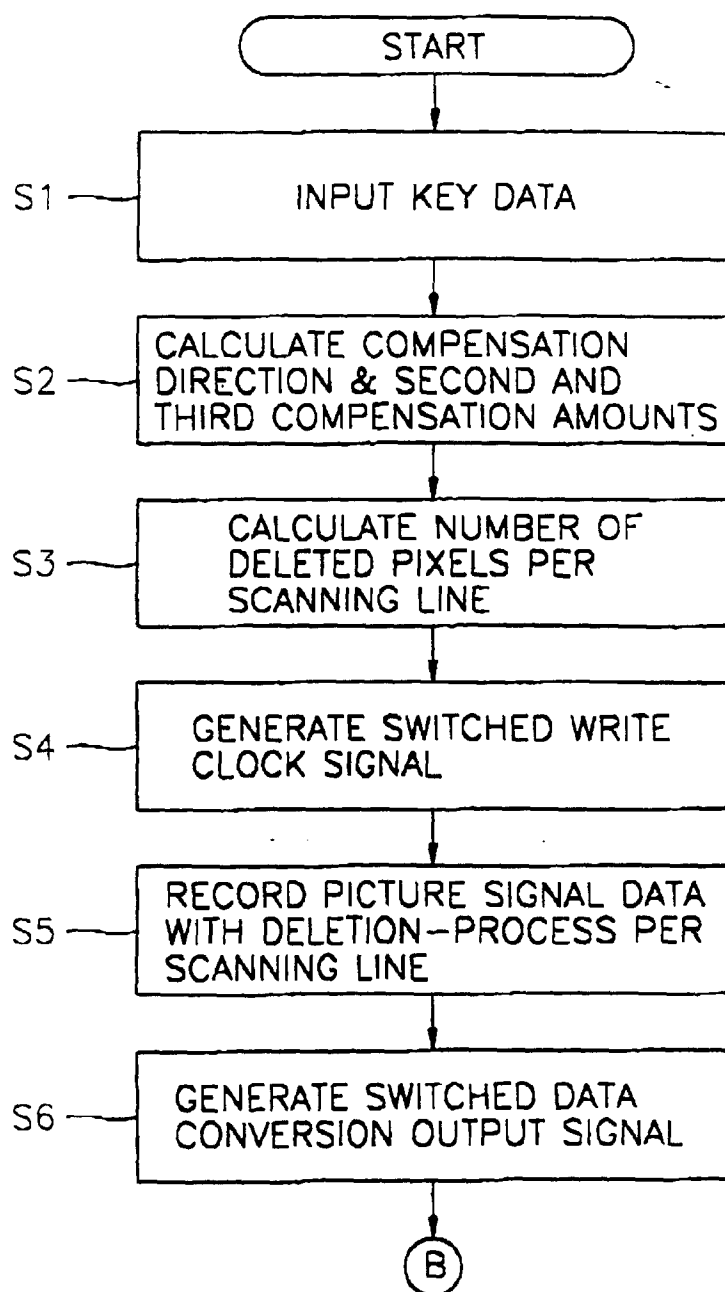 START
S1
INPUT KEY DATA
S2
CALCULATE COMPENSATION
DIRECTION & SECOND AND
THIRD COMPENSATION AMOUNTS
S3
CALCULATE NUMBER OF
DELETED PIXELS PER
SCANNING LINE
S4
GENERATE SWITCHED WRITE
CLOCK SIGNAL
S5
RECORD PICTURE SIGNAL DATA
WITH DELETION-PROCESS PER
SCANNING LINE
S6
GENERATE SWITCHED DATA
CONVERSION OUTPUT SIGNAL
B